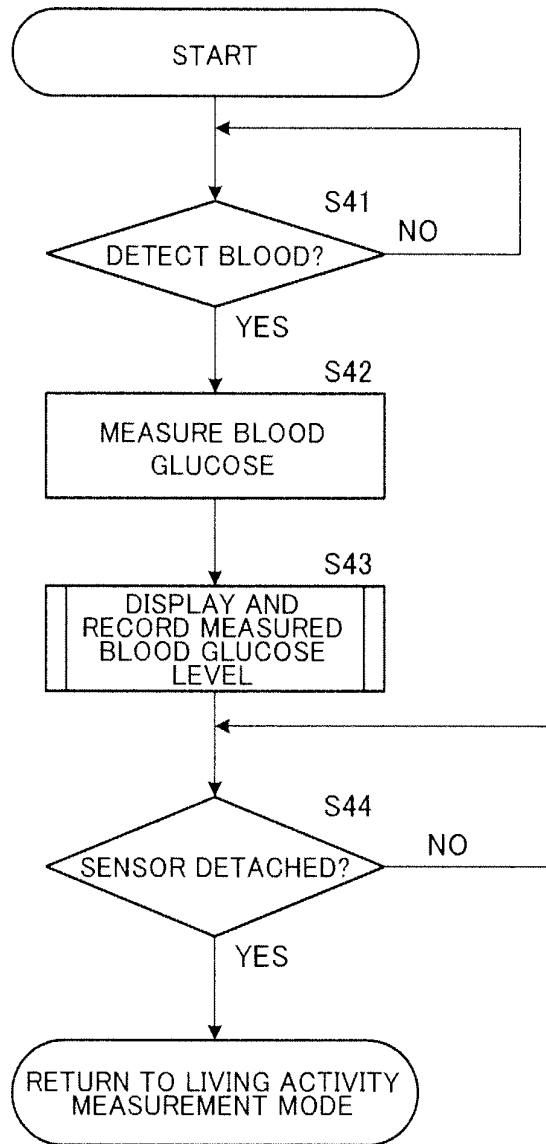 START
S41
DETECT BLOOD?
NO
YES
S42
MEASURE BLOOD
GLUCOSE
S43
DISPLAY AND
RECORD MEASURED
BLOOD GLUCOSE
LEVEL
S44
SENSOR DETACHED?
NO
YES
RETURN TO LIVING ACTIVITY
MEASUREMENT MODE